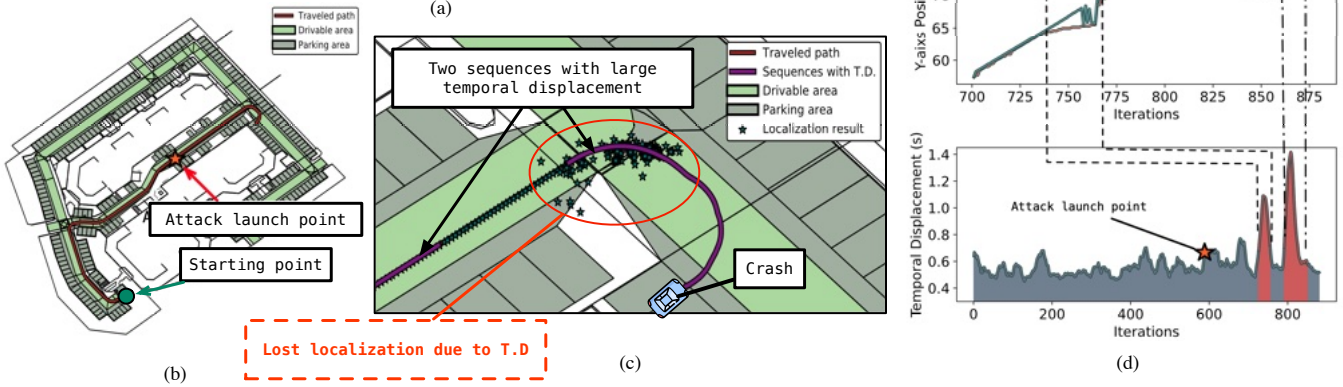 (a)
Traveled path
Drivable area
Parking area
Attack launch point
Starting point
(b)
Two sequences with large
temporal displacement
Traveled path
Sequences with T.D.
Drivable area
Parking area
Localization result
Crash
Lost localization due to T.D
(c)
Y-aixs Posi
60
65
700
725
750
775
800
825
850
875
Iterations
Temporal Displacement (s)
1.4
1.2
1.0
0.8
0.6
0.4
Attack launch point
0
200
400
600
800
Iterations
(d)